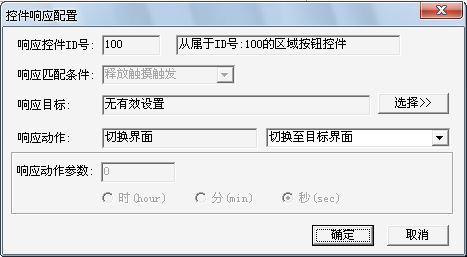 控件响应配置
响应控件ID号: 100 从属于ID号:100的区域按钮控件
响应匹配条件: 释放触摸触发
响应目标: 无有效设置 选择>>
响应动作: 切换界面 切换至目标界面
响应动作参数: 0
时(hour) 分(min) 秒(sec)
确定 取消